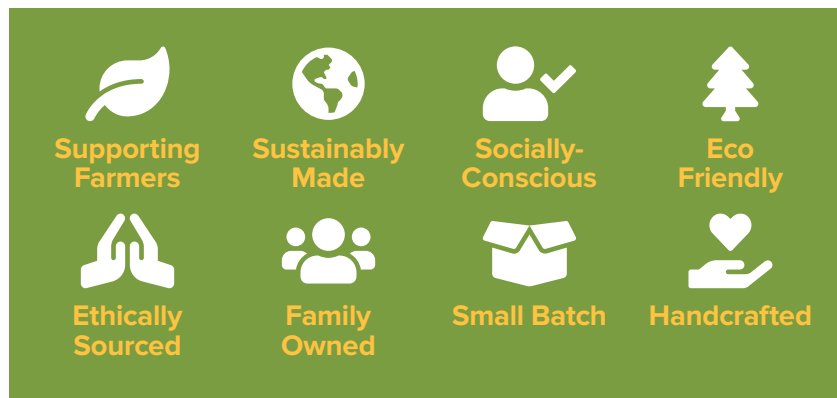 Supporting
Farmers
Sustainably
Made
Socially-
Conscious
Eco
Friendly
Ethically
Sourced
Family
Owned
Small Batch
Handcrafted